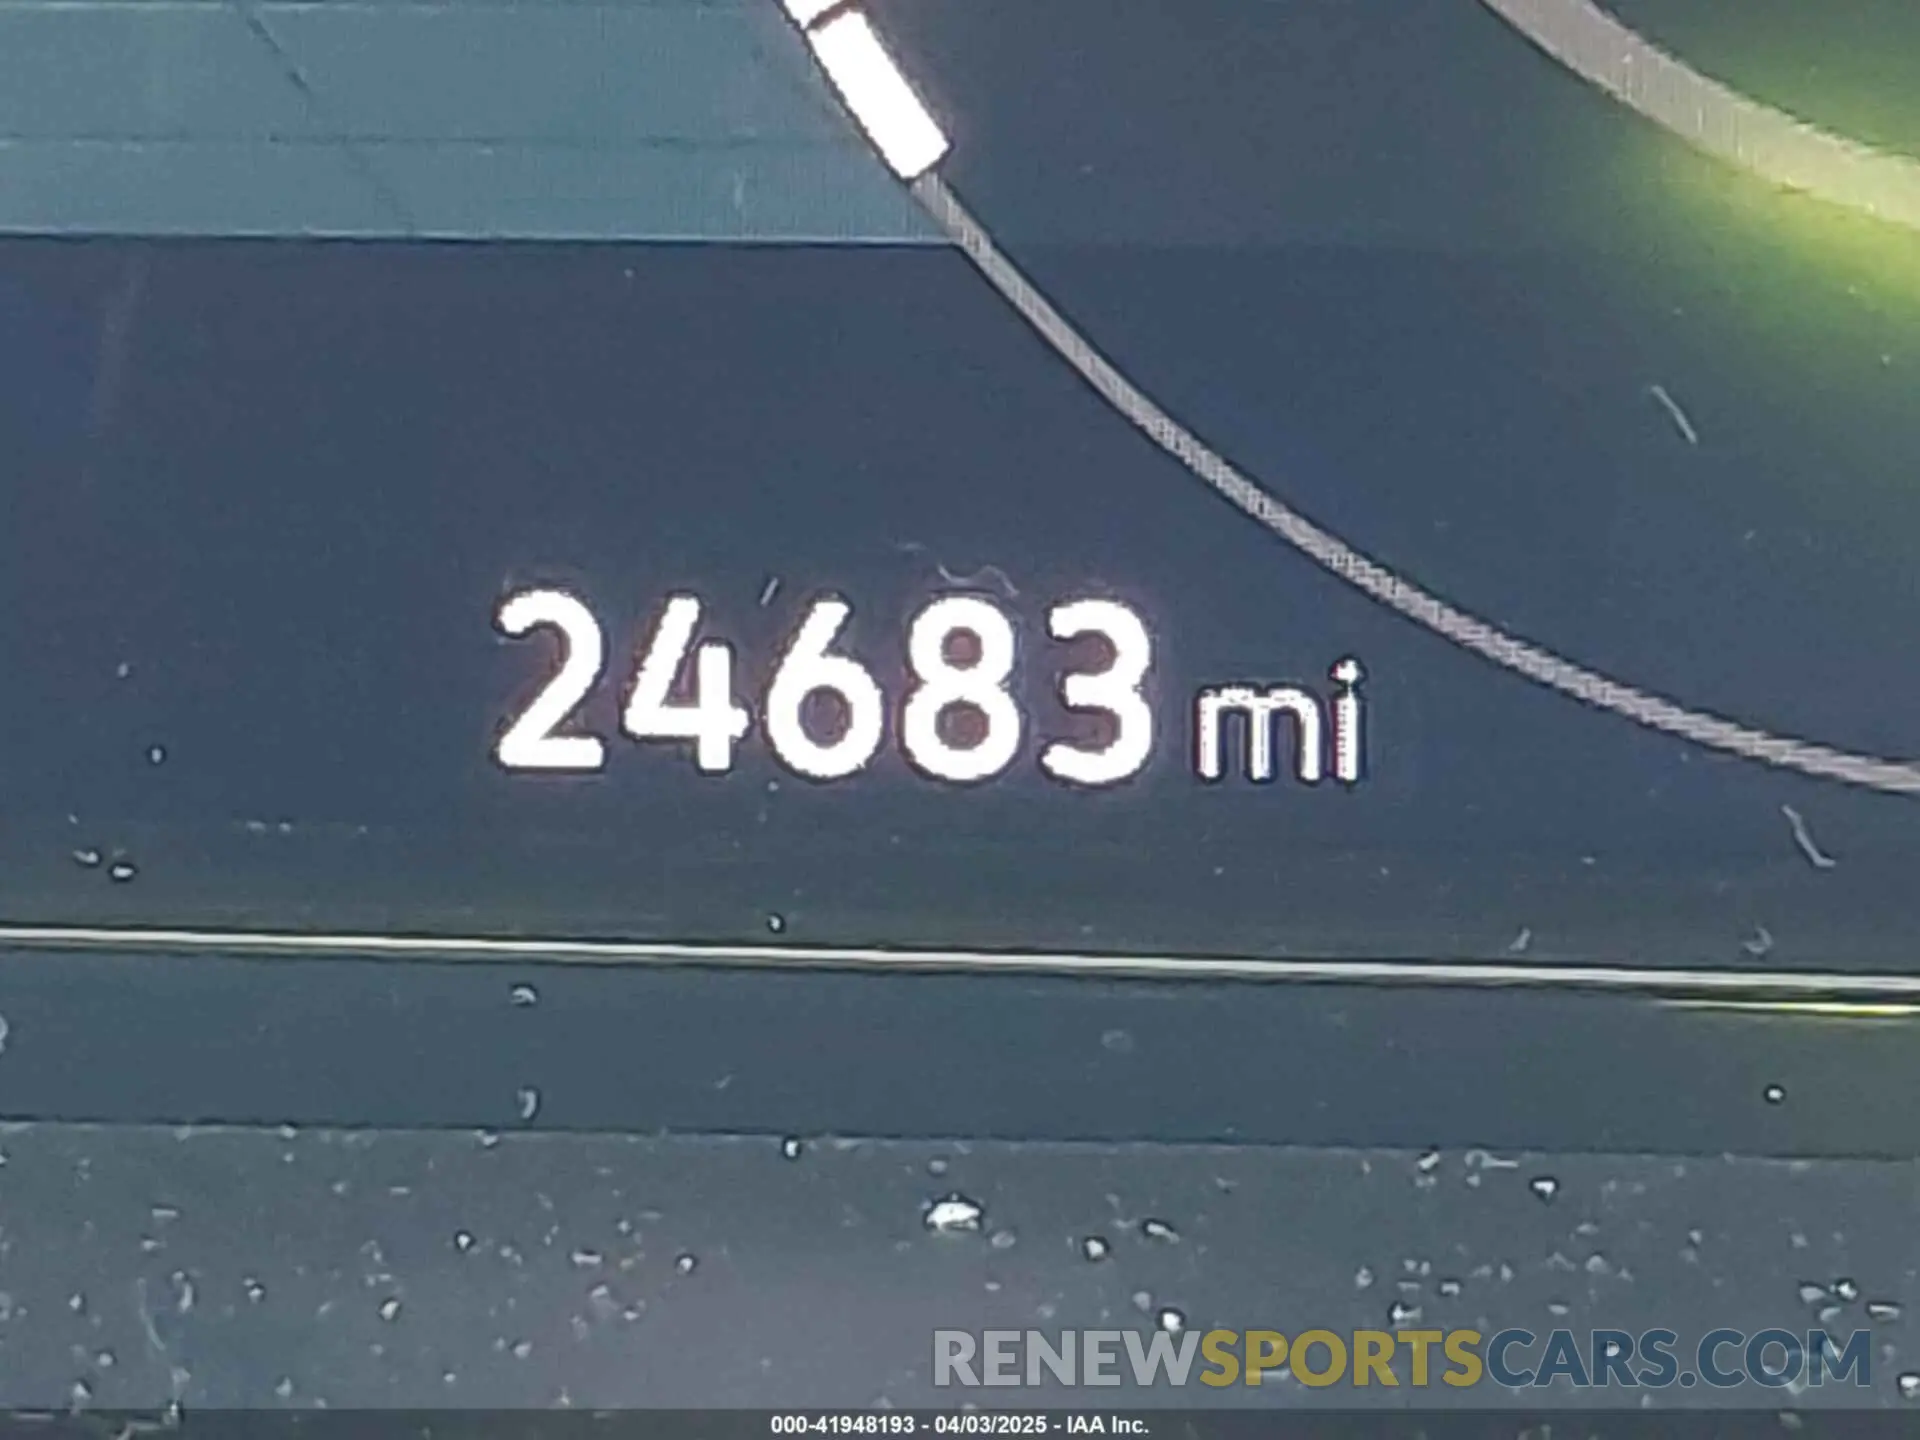 24683 mi
RENEWSPORTSCARS.COM
000-41948193 - 04/03/2025 - IAA Inc.